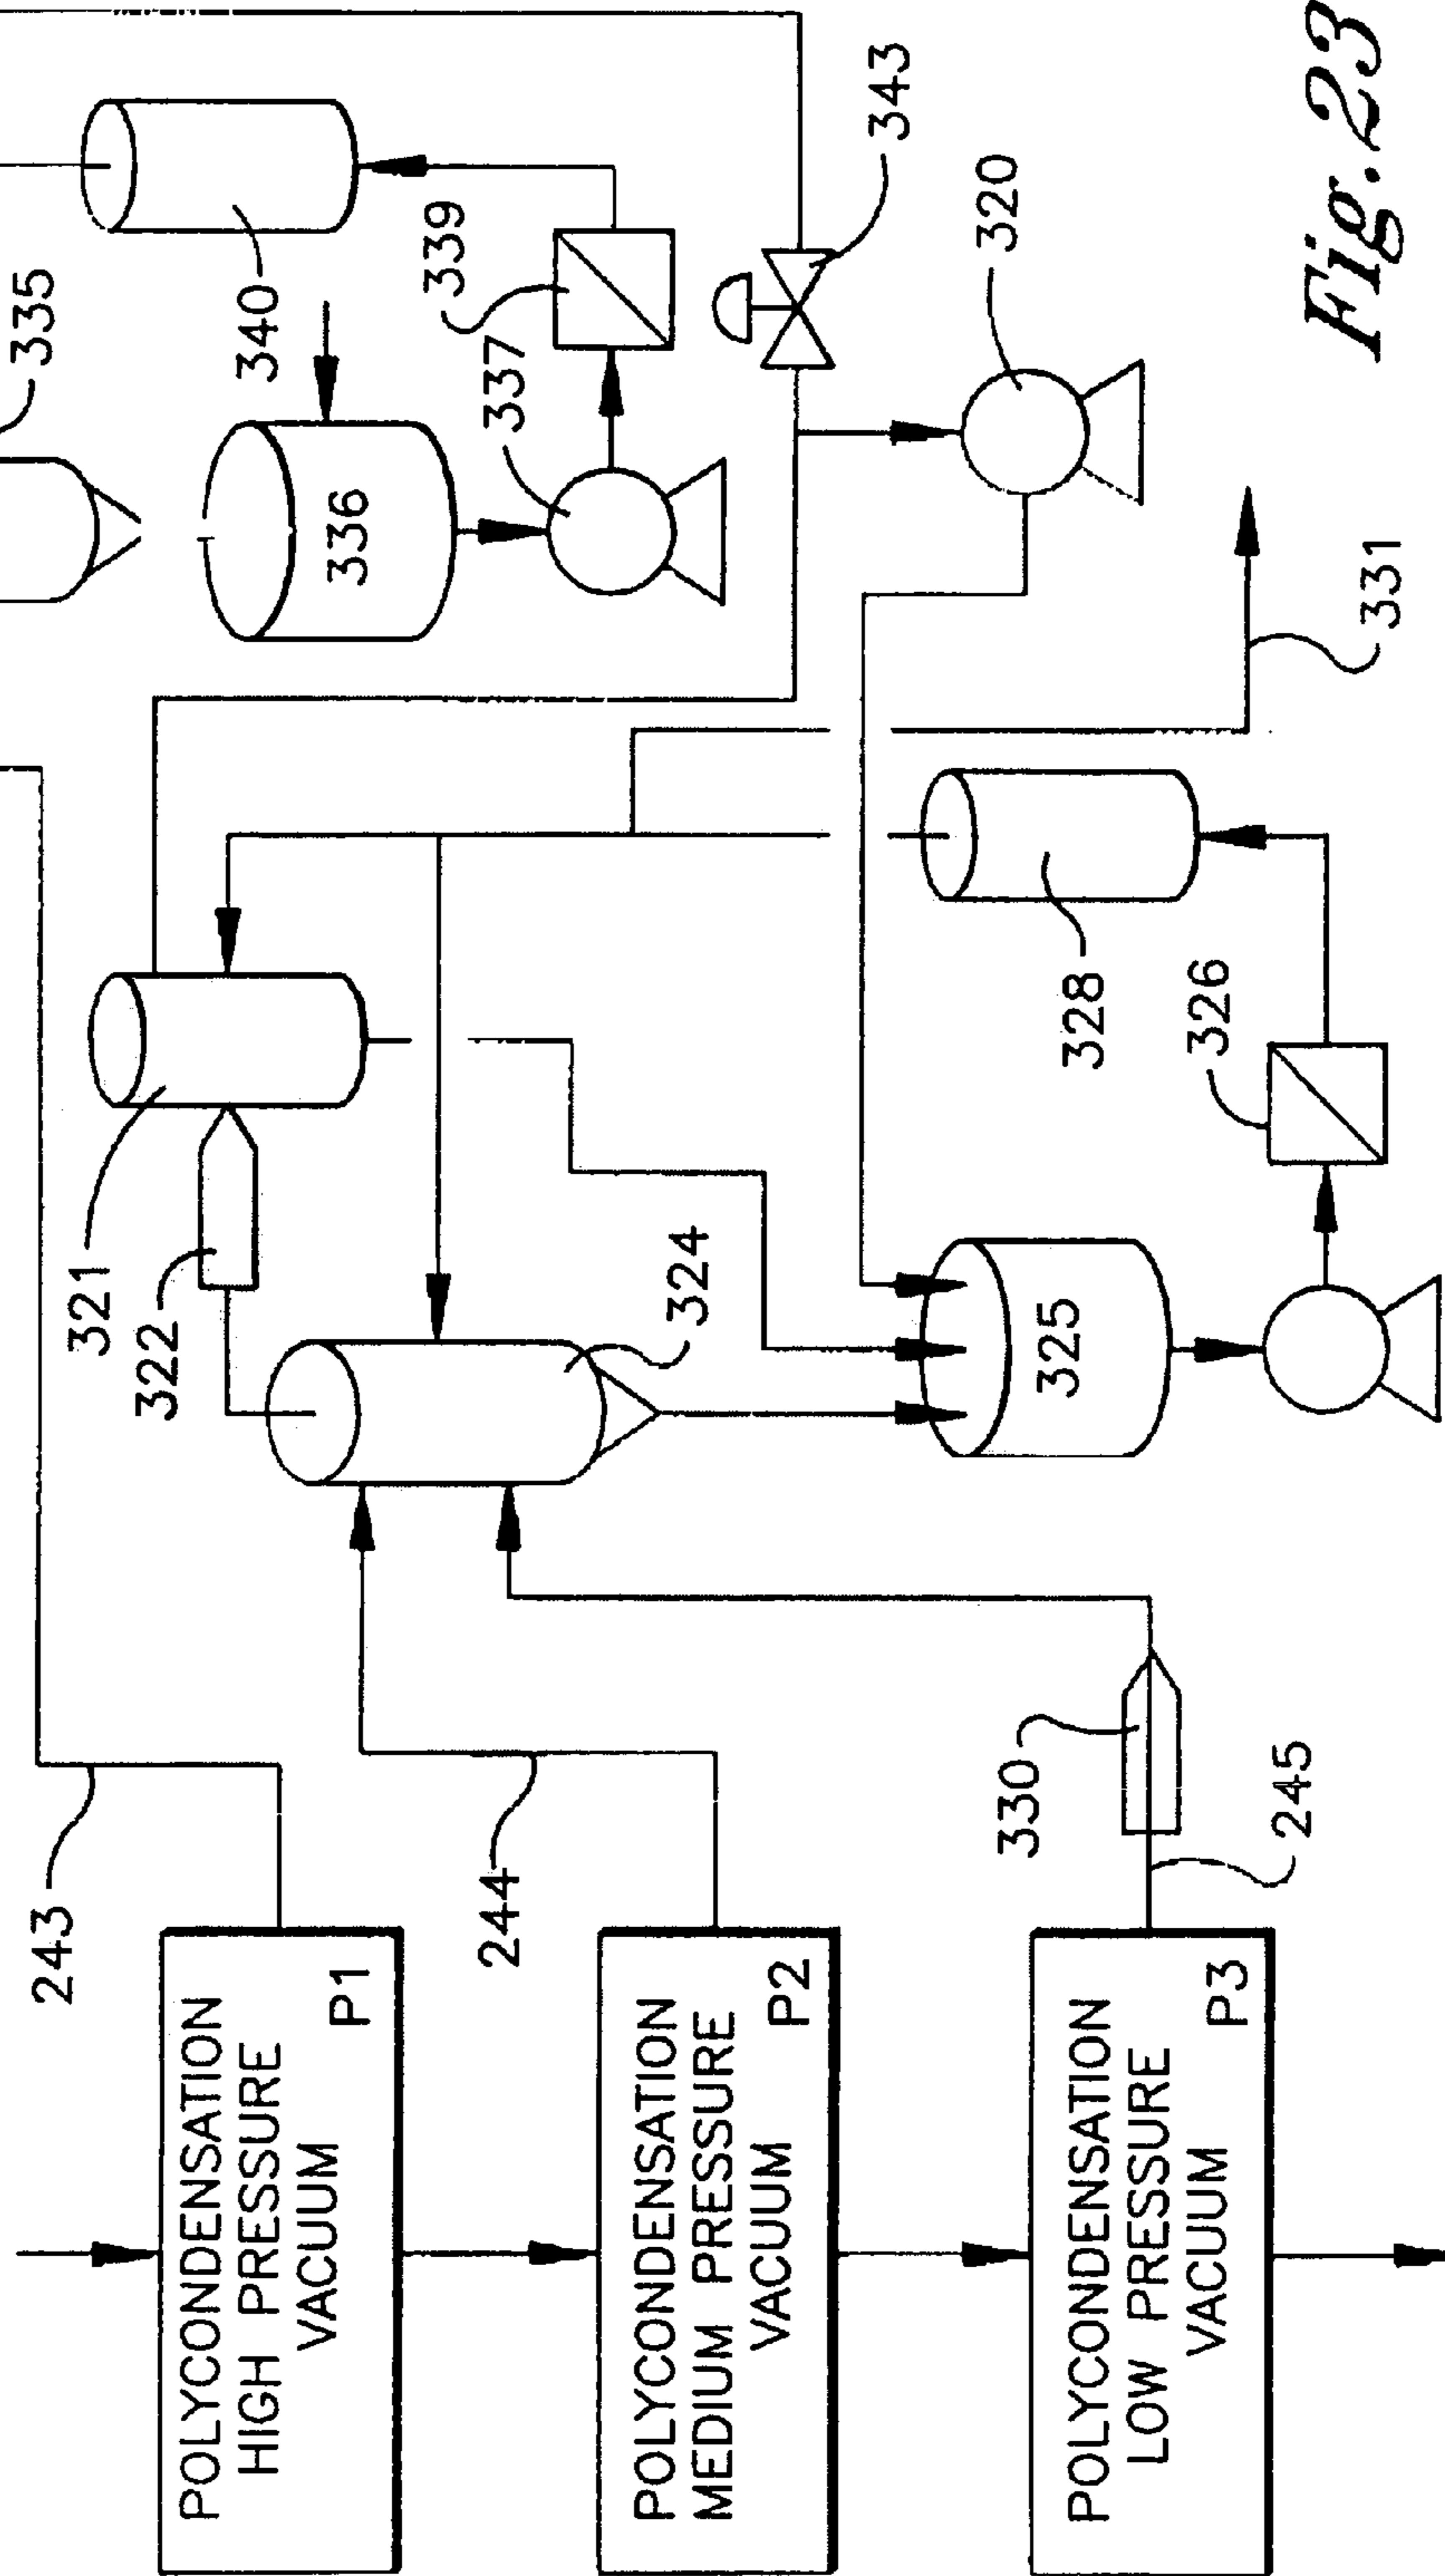 POLYCONDENSATION
HIGH PRESSURE
VACUUM
P1
POLYCONDENSATION
MEDIUM PRESSURE
VACUUM
P2
POLYCONDENSATION
LOW PRESSURE
VACUUM
P3
243
244
245
330
322
321
324
325
326
328
331
335
336
340
339
337
343
320
Fig. 23